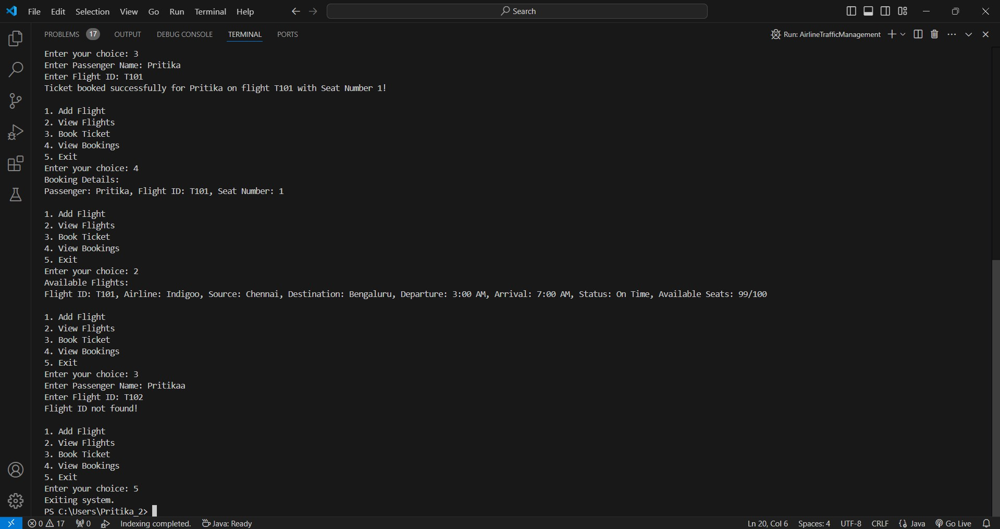 File Edit Selection View Go Run Terminal Help Search
PROBLEMS 17 OUTPUT DEBUG CONSOLE TERMINAL PORTS Run: AirlineTrafficManagement
Enter your choice: 3
Enter Passenger Name: Pritika
Enter Flight ID: T101
Ticket booked successfully for Pritika on flight T101 with Seat Number 1!
1. Add Flight
2. View Flights
3. Book Ticket
4. View Bookings
5. Exit
Enter your choice: 4
Booking Details:
Passenger: Pritika, Flight ID: T101, Seat Number: 1
1. Add Flight
2. View Flights
3. Book Ticket
4. View Bookings
5. Exit
Enter your choice: 2
Available Flights:
Flight ID: T101, Airline: Indigoo, Source: Chennai, Destination: Bengaluru, Departure: 3:00 AM, Arrival: 7:00 AM, Status: On Time, Available Seats: 99/100
1. Add Flight
2. View Flights
3. Book Ticket
4. View Bookings
5. Exit
Enter your choice: 3
Enter Passenger Name: Pritikaa
Enter Flight ID: T102
Flight ID not found!
1. Add Flight
2. View Flights
3. Book Ticket
4. View Bookings
5. Exit
Enter your choice: 5
Exiting system.
PS C:\Users\Pritika_2>
0 17 0 Indexing completed. Java: Ready Ln 20, Col 6 Spaces: 4 UTF-8 CRLF Java Go Live